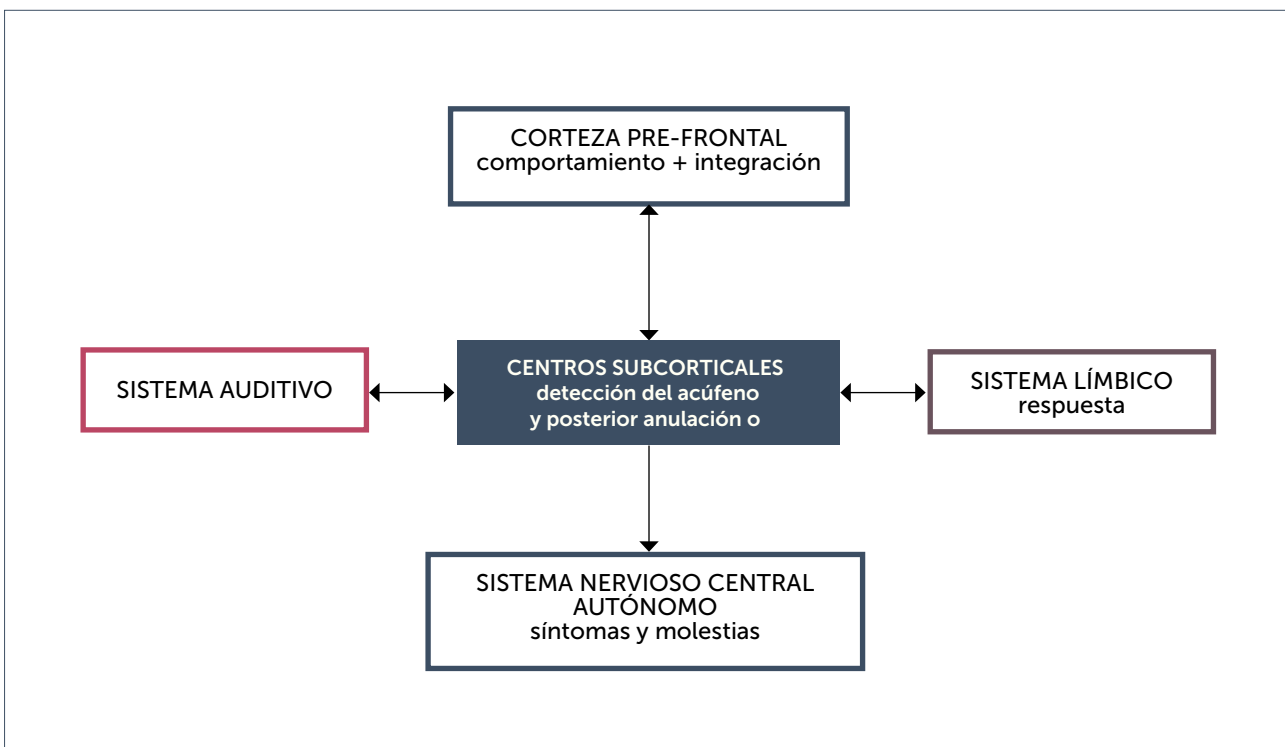 CORTEZA PRE-FRONTAL
comportamiento + integración
SISTEMA AUDITIVO
CENTROS SUBCORTICALES
detección del acúfeno
y posterior anulación o
SISTEMA LÍMBICO
respuesta
SISTEMA NERVIOSO CENTRAL
AUTÓNOMO
síntomas y molestias